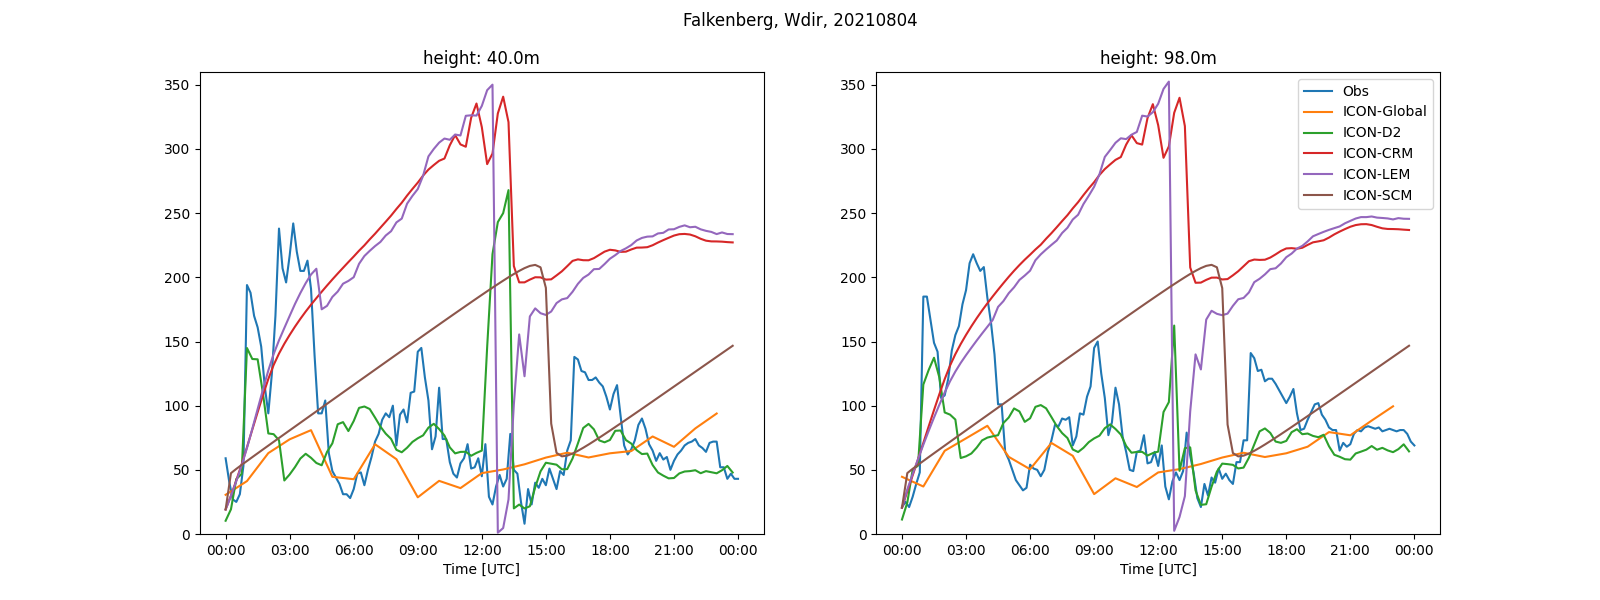 Falkenberg, Wdir, 20210804
height: 40.0m
350
300
250
200
150
100
50
0
00:00 03:00 06:00 09:00 12:00 15:00 18:00 21:00 00:00
Time [UTC]
height: 98.0m
350
300
250
200
150
100
50
0
00:00 03:00 06:00 09:00 12:00 15:00 18:00 21:00 00:00
Time [UTC]
Obs
ICON-Global
ICON-D2
ICON-CRM
ICON-LEM
ICON-SCM